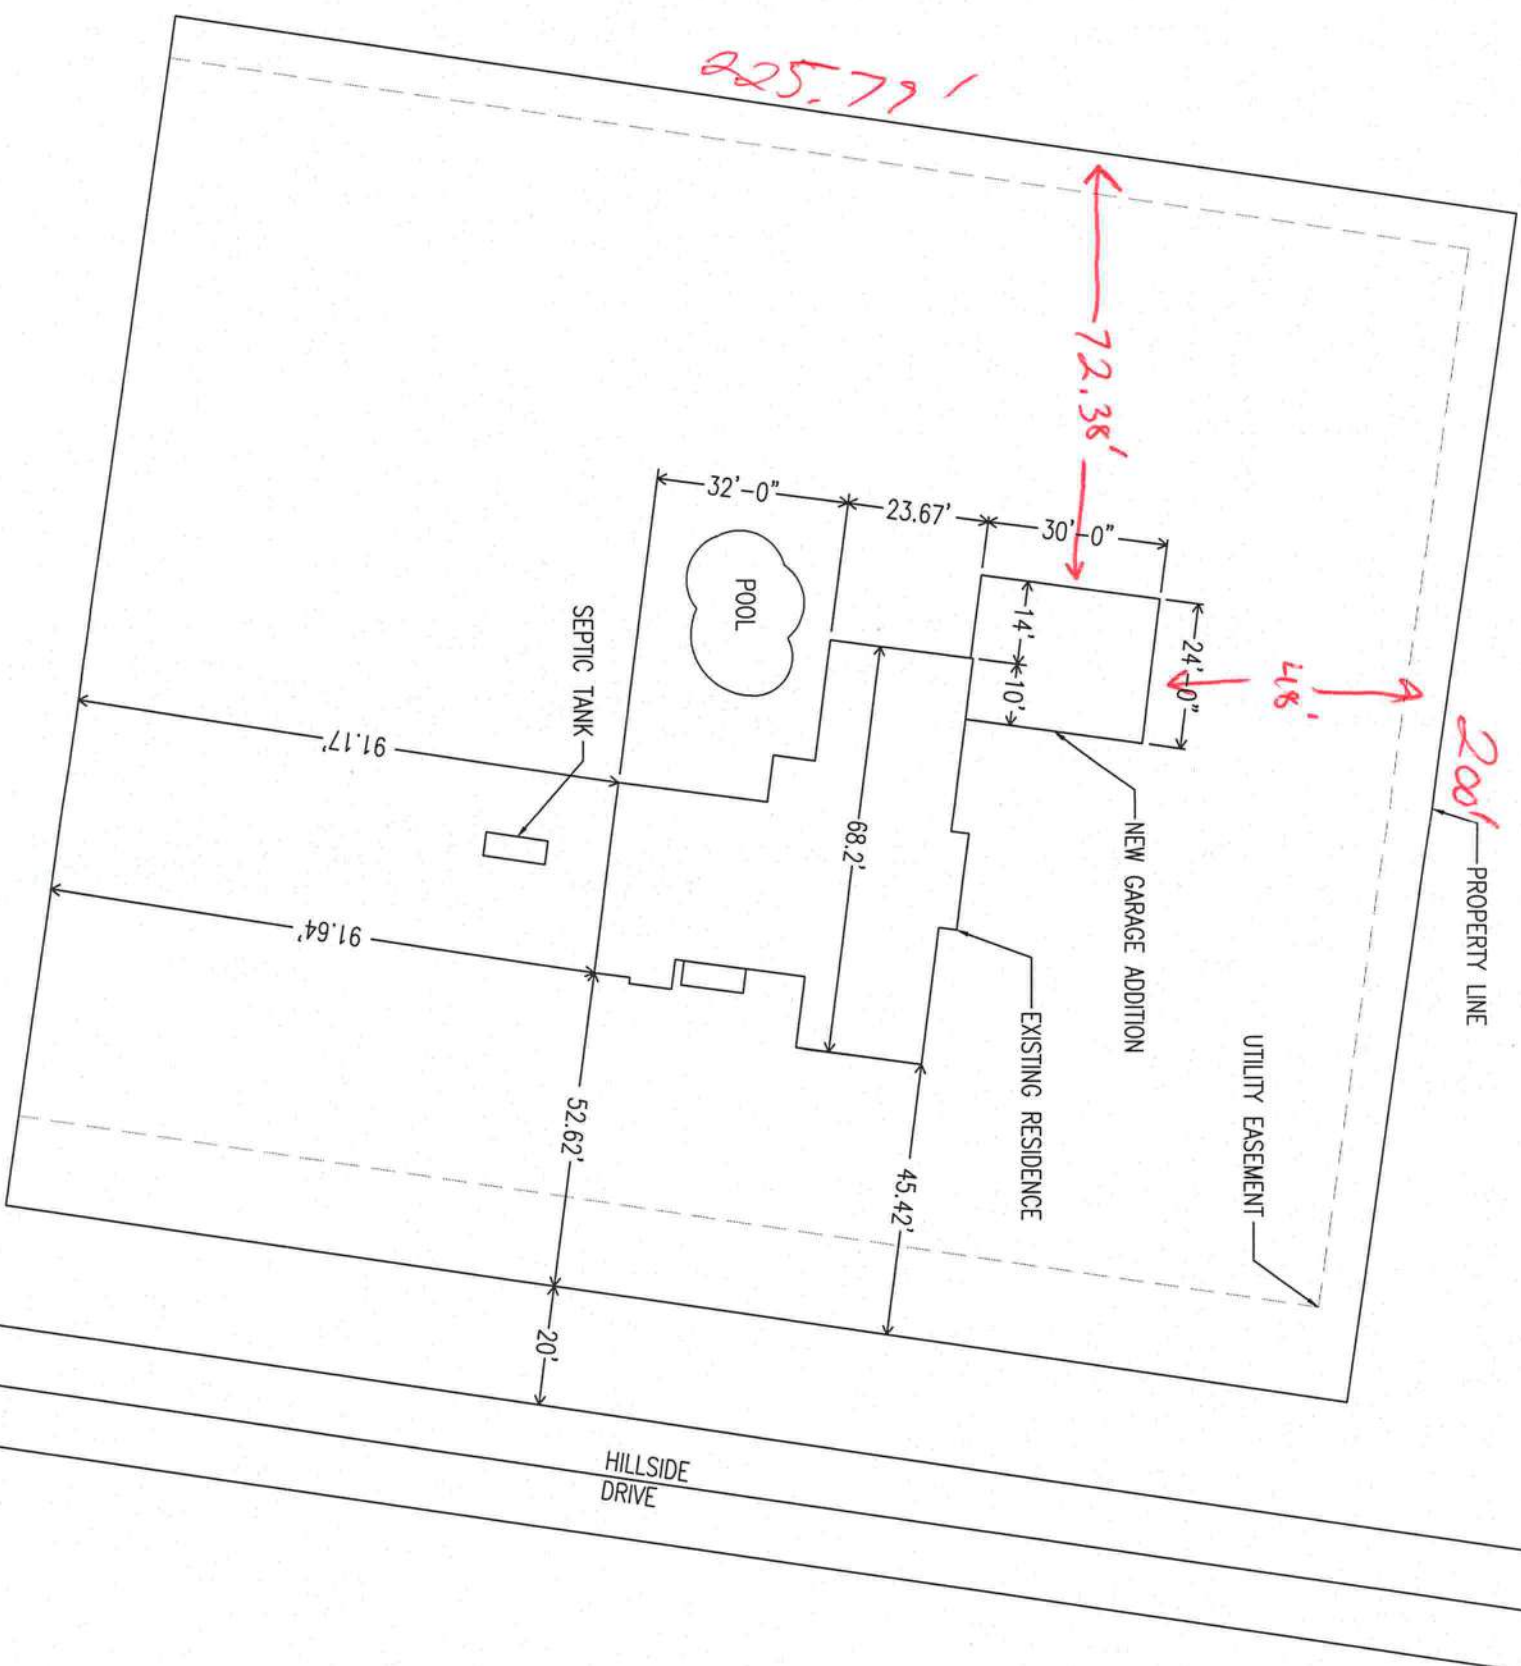 225.79'
72.38'
48'
200'
PROPERTY LINE
32'-0"
23.67'
30'-0"
14'
10'
24'-0"
POOL
SEPTIC TANK
NEW GARAGE ADDITION
68.2'
91.17'
91.64'
EXISTING RESIDENCE
UTILITY EASEMENT
52.62'
45.42'
20'
HILLSIDE
DRIVE